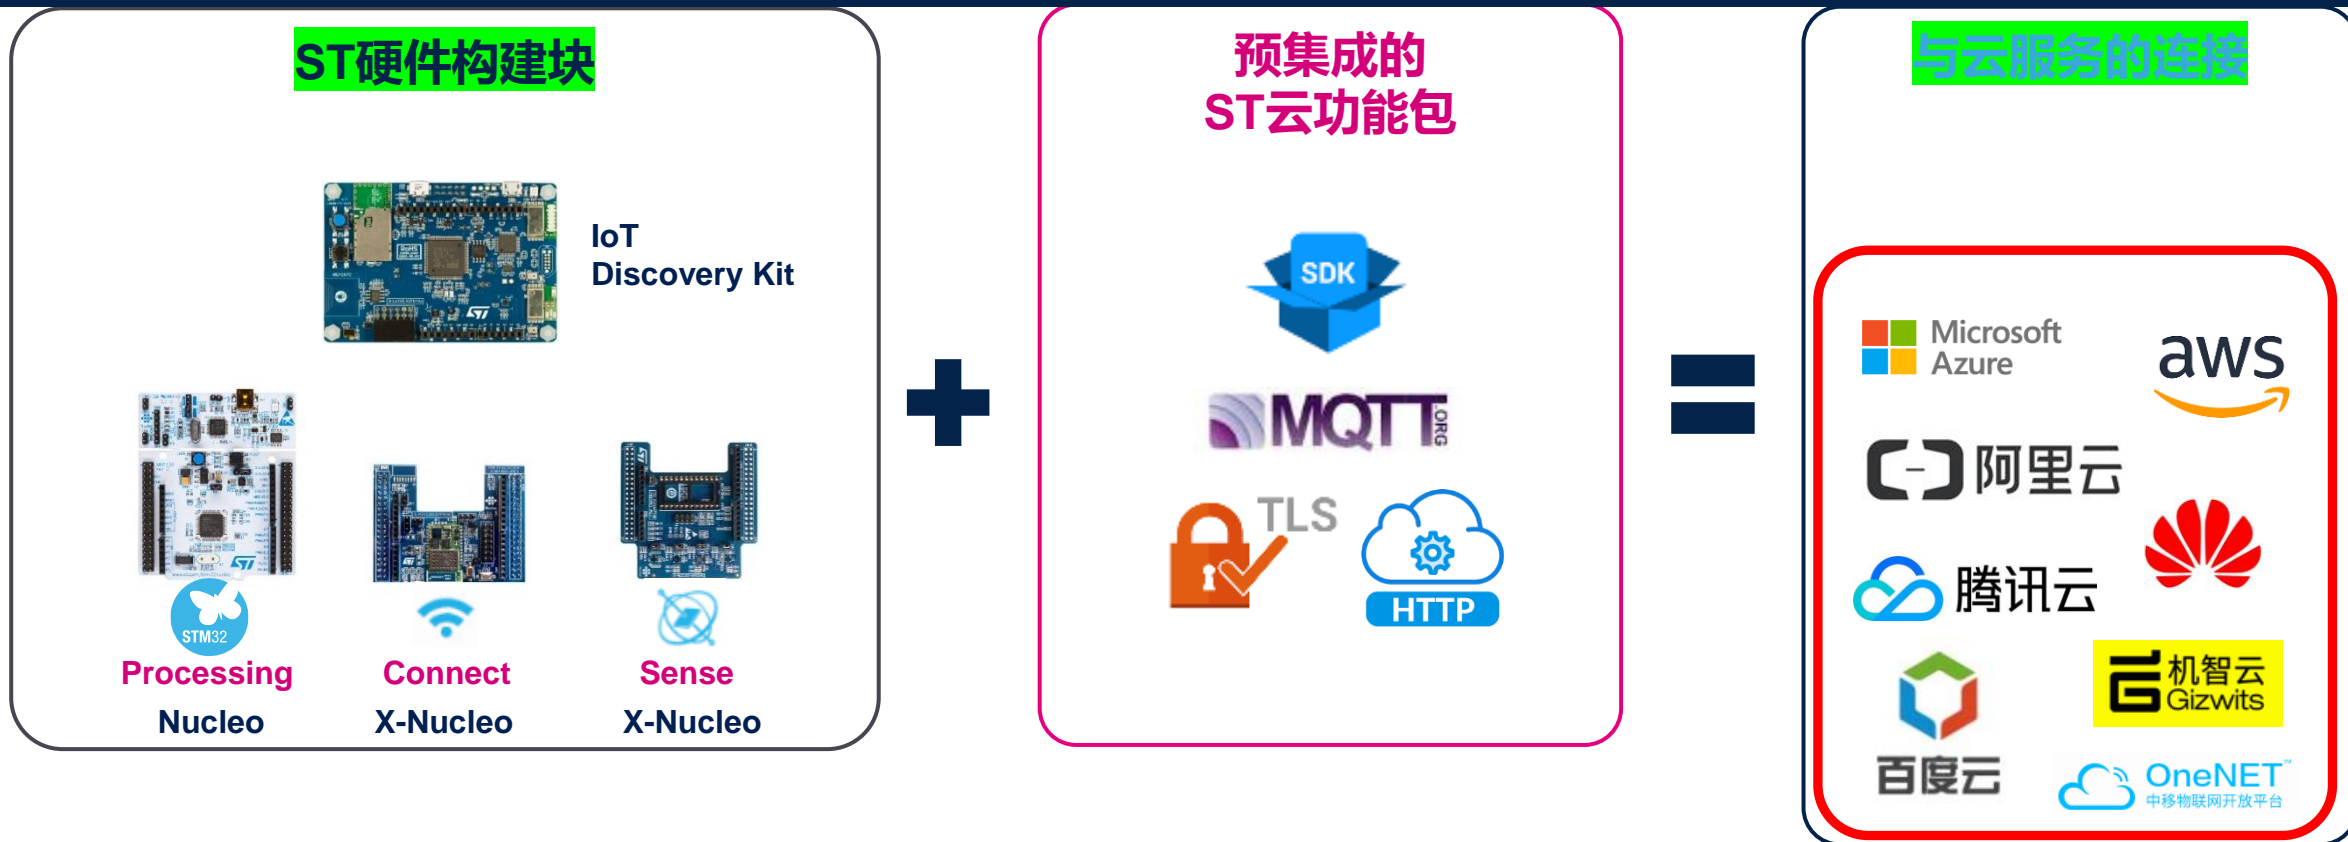 ST硬件构建块
IoT
Discovery Kit
STM32
Processing
Connect
Sense
Nucleo
X-Nucleo
X-Nucleo
预集成的
ST云功能包
SDK
MQTT.ORG
TLS
HTTP
与云服务的连接
Microsoft
Azure
aws
阿里云
腾讯云
机智云
Gizwits
百度云
OneNET™
中移物联网开放平台